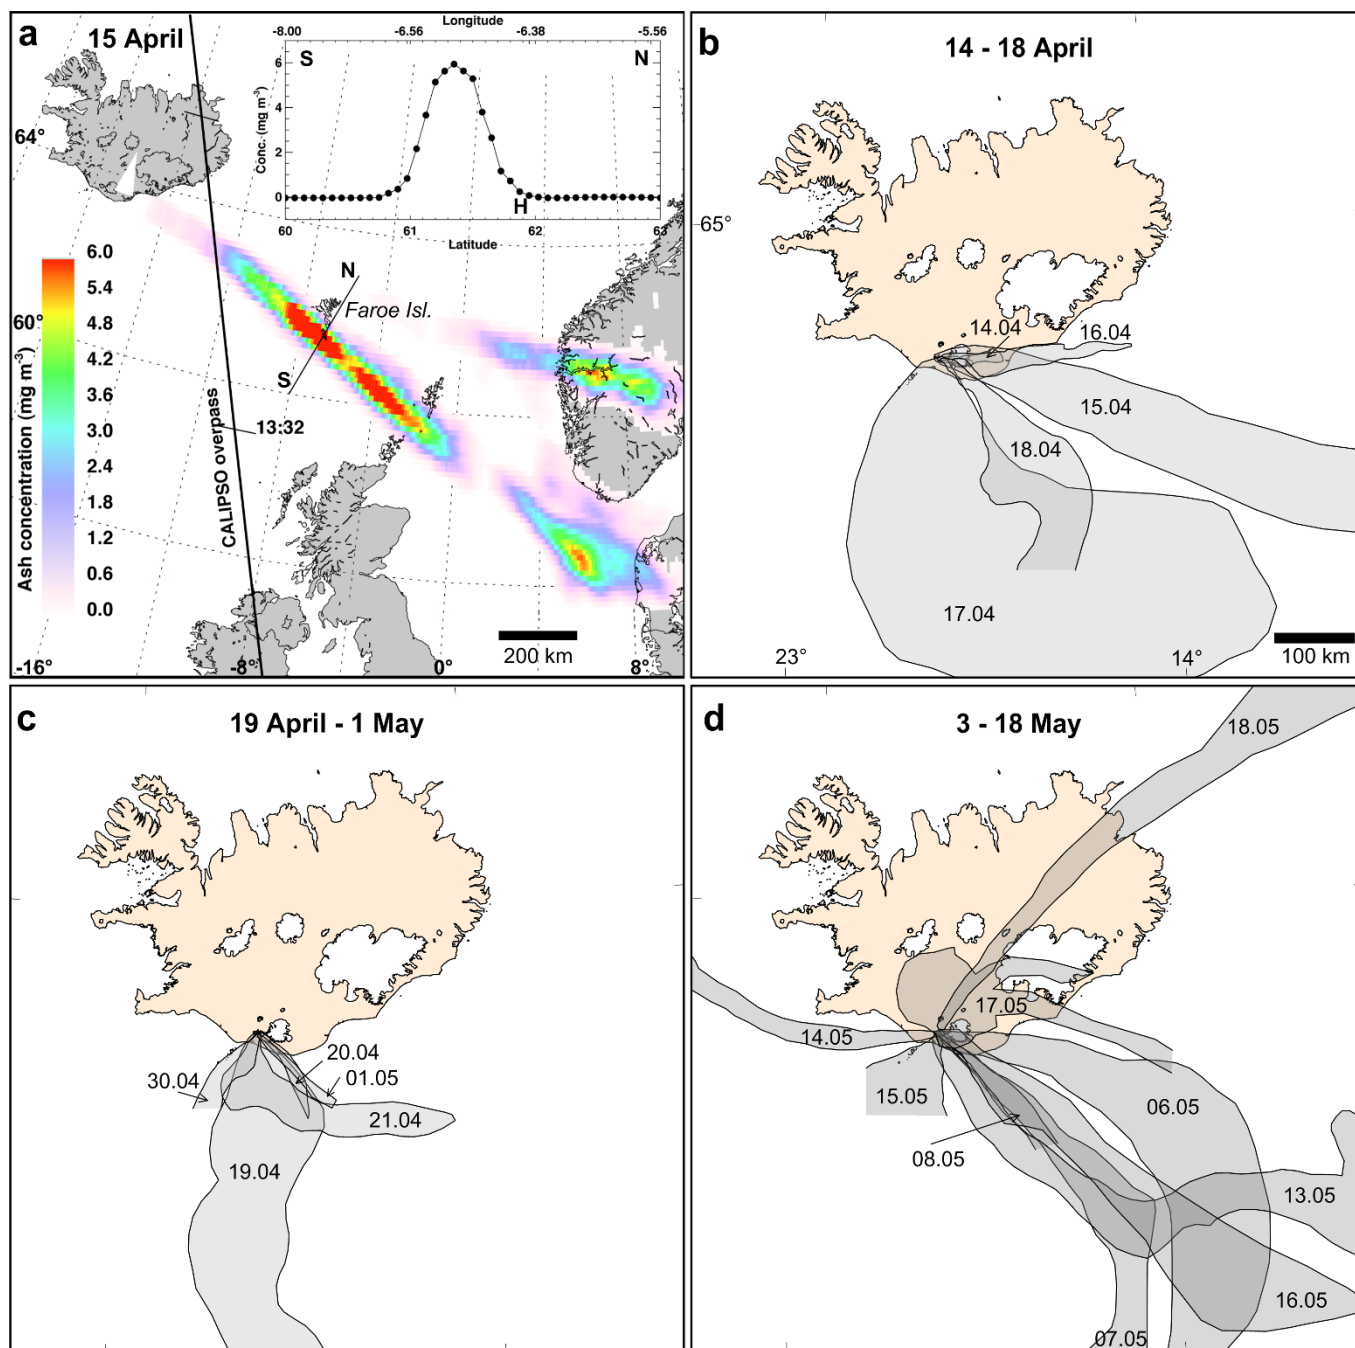 a
15 April
Longitude
-8.00
-6.56
-6.38
-5.56
S
N
Conc. (mg m⁻³)
6
4
2
0
H
60
61
62
63
Latitude
64°
60°
Ash concentration (mg m⁻³)
6.0
5.4
4.8
4.2
3.6
3.0
2.4
1.8
1.2
0.6
0.0
N
Faroe Isl.
S
CALIPSO overpass
13:32
200 km
-16°
-8°
0°
8°
b
14 - 18 April
65°
14.04
16.04
15.04
18.04
17.04
23°
14°
100 km
c
19 April - 1 May
30.04
20.04
01.05
21.04
19.04
d
3 - 18 May
18.05
17.05
14.05
15.05
06.05
08.05
13.05
16.05
07.05